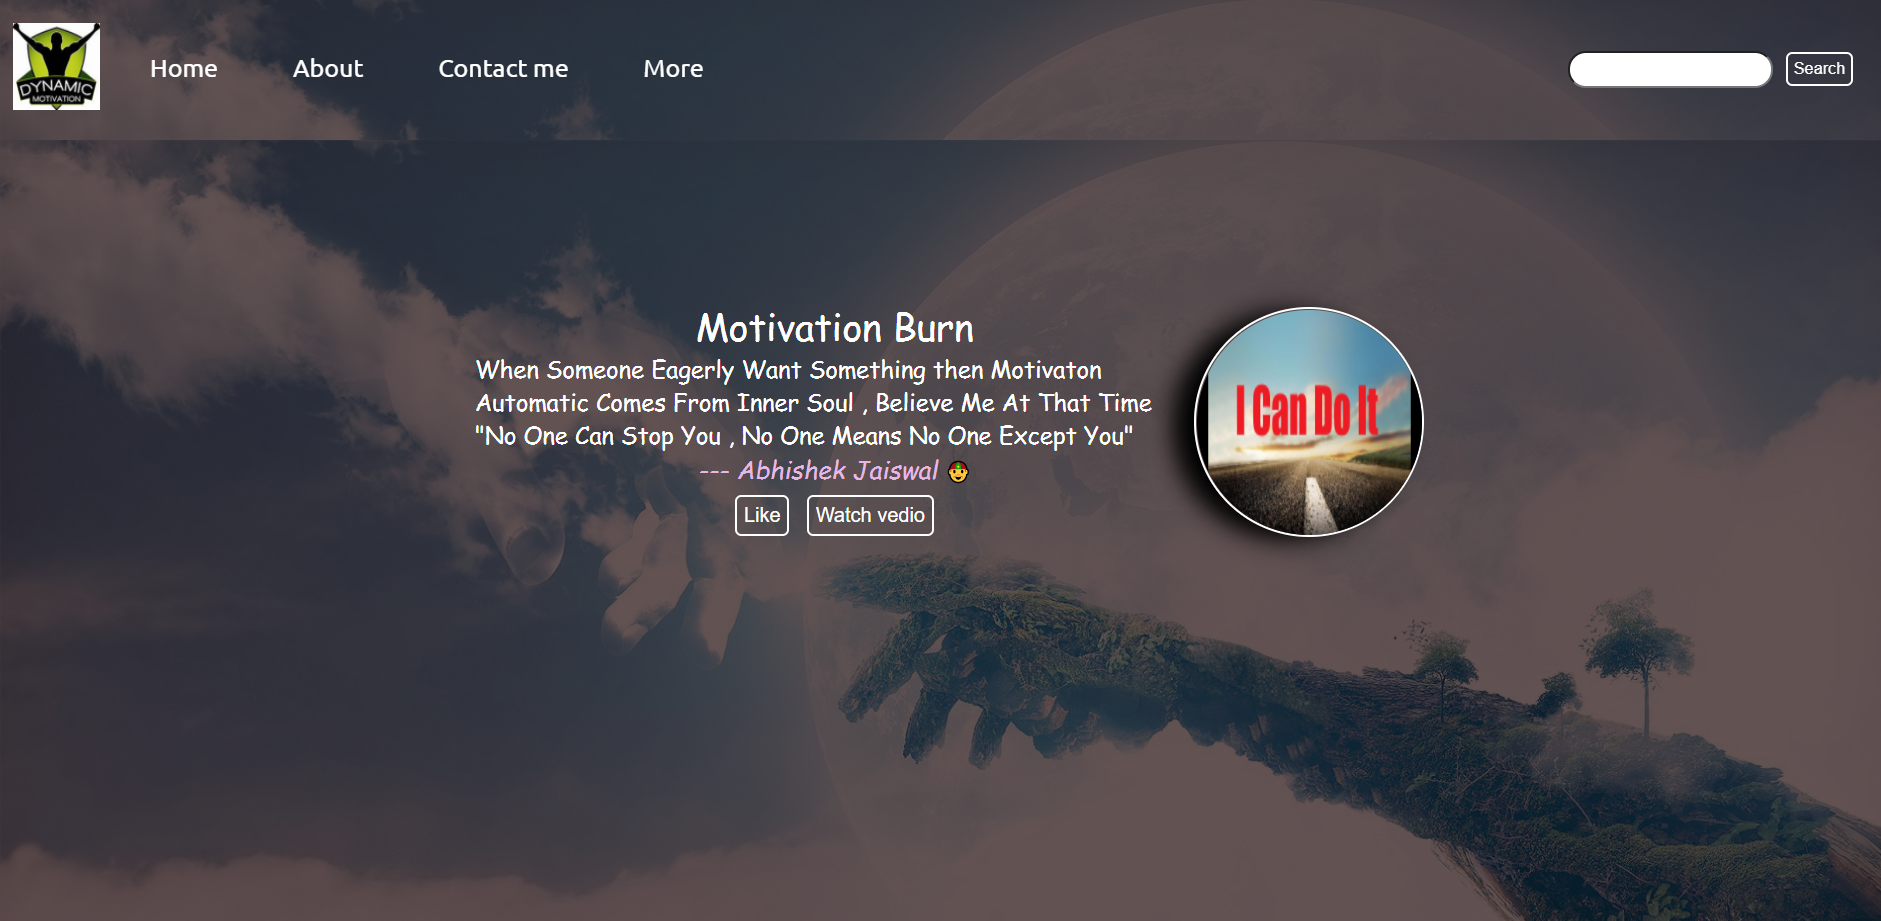 DYNAMIC
MOTIVATION
Home About Contact me More Search
Motivation Burn
When Someone Eagerly Want Something then Motivaton
Automatic Comes From Inner Soul , Believe Me At That Time
"No One Can Stop You , No One Means No One Except You"
--- Abhishek Jaiswal
Like Watch vedio
I Can Do It